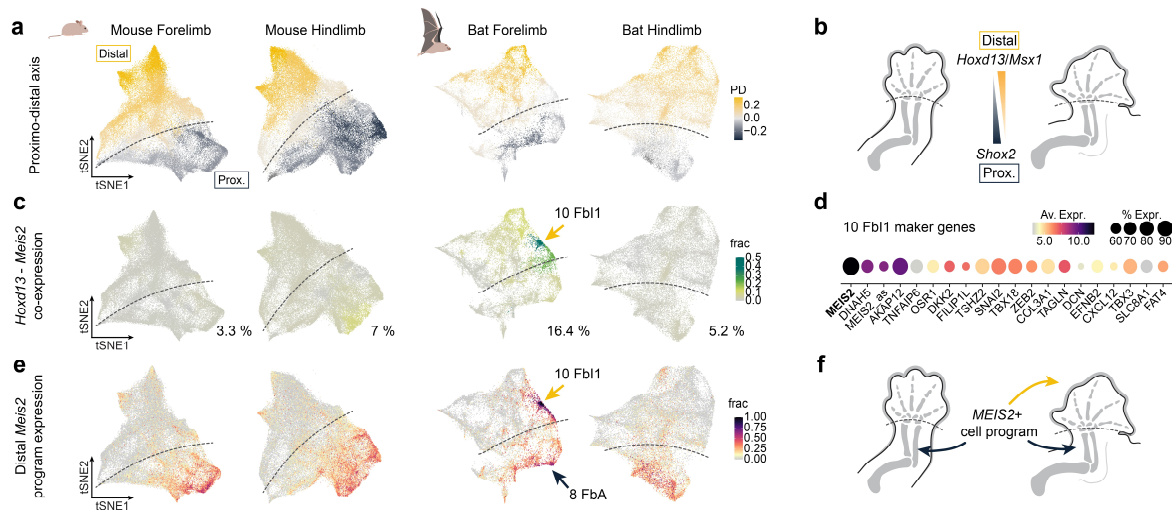 a
Mouse Forelimb
Mouse Hindlimb
Bat Forelimb
Bat Hindlimb
Proximo-distal axis
Distal
Prox.
tSNE2
tSNE1
PD
0.2
0.0
−0.2
b
Distal
Hoxd13/Msx1
Shox2
Prox.
c
Hoxd13 - Meis2
co-expression
tSNE2
tSNE1
3.3 %
7 %
10 FbI1
16.4 %
5.2 %
frac
0.5
0.4
0.3
0.2
0.1
0.0
d
10 FbI1 maker genes
Av. Expr.
5.0
10.0
% Expr.
60
70
80
90
MEIS2
DNAH5
MEIS2_as
AKAP12
TNFAIP6
OSR1
DKK2
FILIP1L
TSHZ2
SNAI2
TBX18
ZEB2
COL3A1
TAGLN
DCN
EFNB2
CXCL12
TBX3
SLC8A1
FAT4
e
Distal Meis2
program expression
tSNE2
tSNE1
10 FbI1
8 FbA
frac
1.00
0.75
0.50
0.25
0.00
f
MEIS2+
cell program